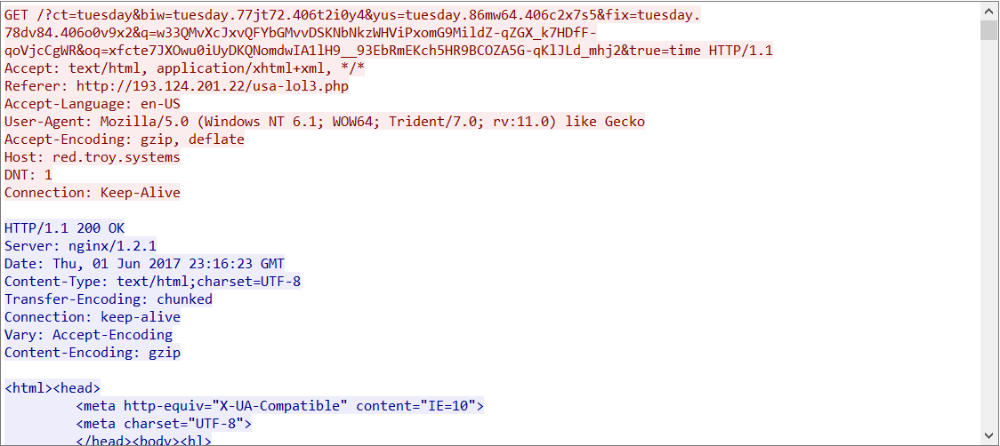 GET /?ct=tuesday&biw=tuesday.77jt72.406t2i0y4&yus=tuesday.86mw64.406c2x7s5&fix=tuesday.
78dv84.406o0v9x2&q=w33QMvXcJxvQFYbGMvvDSKNbNkzWHViPxomG9MildZ-qZGX_k7HDfF-
qoVjcCgWR&oq=xfcte7JXOwu0iUyDKQNomdwIA1lH9__93EbRmEKch5HR9BCOZA5G-qKlJLd_mhj2&true=time HTTP/1.1
Accept: text/html, application/xhtml+xml, */*
Referer: http://193.124.201.22/usa-lol3.php
Accept-Language: en-US
User-Agent: Mozilla/5.0 (Windows NT 6.1; WOW64; Trident/7.0; rv:11.0) like Gecko
Accept-Encoding: gzip, deflate
Host: red.troy.systems
DNT: 1
Connection: Keep-Alive
HTTP/1.1 200 OK
Server: nginx/1.2.1
Date: Thu, 01 Jun 2017 23:16:23 GMT
Content-Type: text/html;charset=UTF-8
Transfer-Encoding: chunked
Connection: keep-alive
Vary: Accept-Encoding
Content-Encoding: gzip
<html><head>
<meta http-equiv="X-UA-Compatible" content="IE=10">
<meta charset="UTF-8">
</head><body><hl>